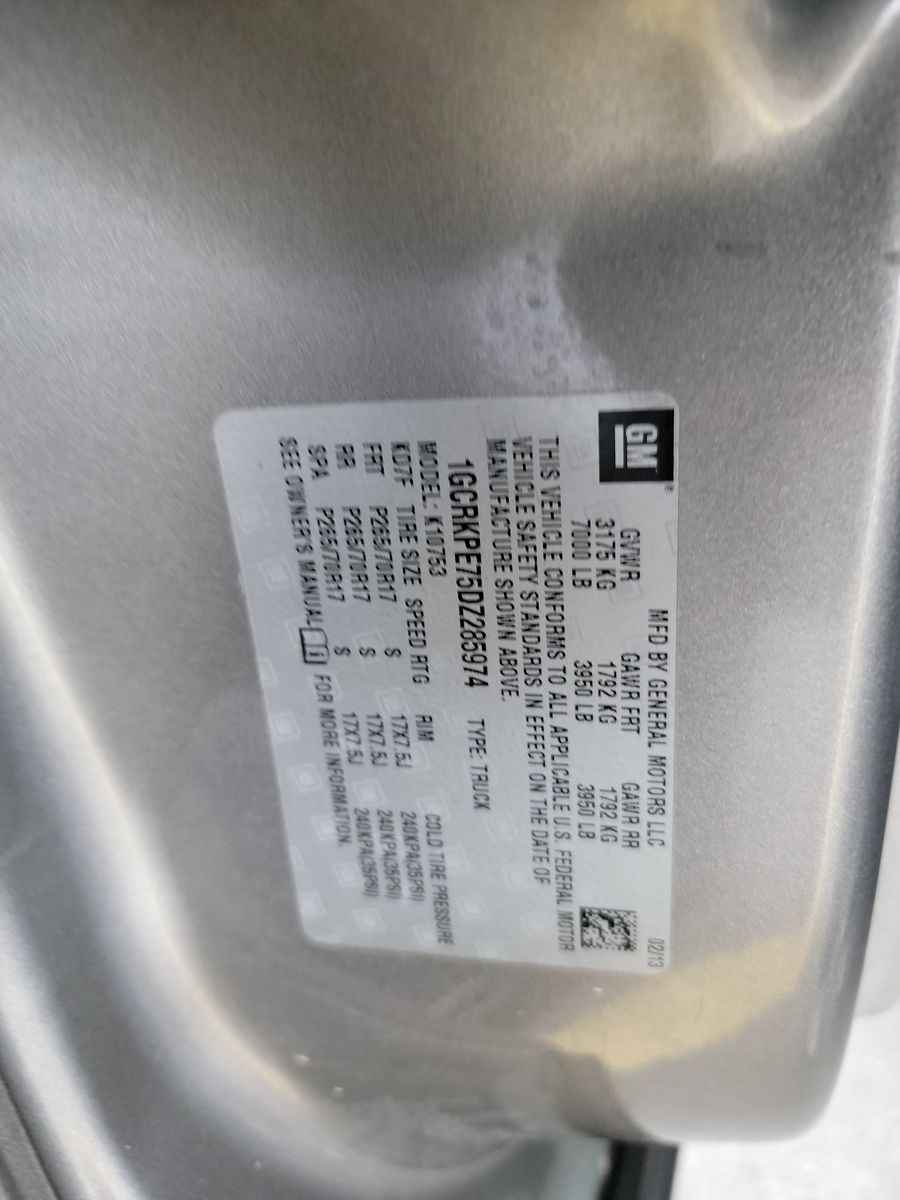 GM
MFD BY GENERAL MOTORS LLC 02/13
GVWR GAWR FRT GAWR RR
3175 KG 1792 KG 1792 KG
7000 LB 3950 LB 3950 LB
THIS VEHICLE CONFORMS TO ALL APPLICABLE U.S. FEDERAL MOTOR
VEHICLE SAFETY STANDARDS IN EFFECT ON THE DATE OF
MANUFACTURE SHOWN ABOVE.
1GCRKPE75DZ285974 TYPE: TRUCK
MODEL- K10753
KD7F TIRE SIZE SPEED RTG RIM COLD TIRE PRESSURE
FRT P265/70R17 S 17X7.5J 240KPA(35PSI)
RR P265/70R17 S 17X7.5J 240KPA(35PSI)
SPA P265/70R17 S 17X7.5J 240KPA(35PSI)
SEE OWNER'S MANUAL FOR MORE INFORMATION.